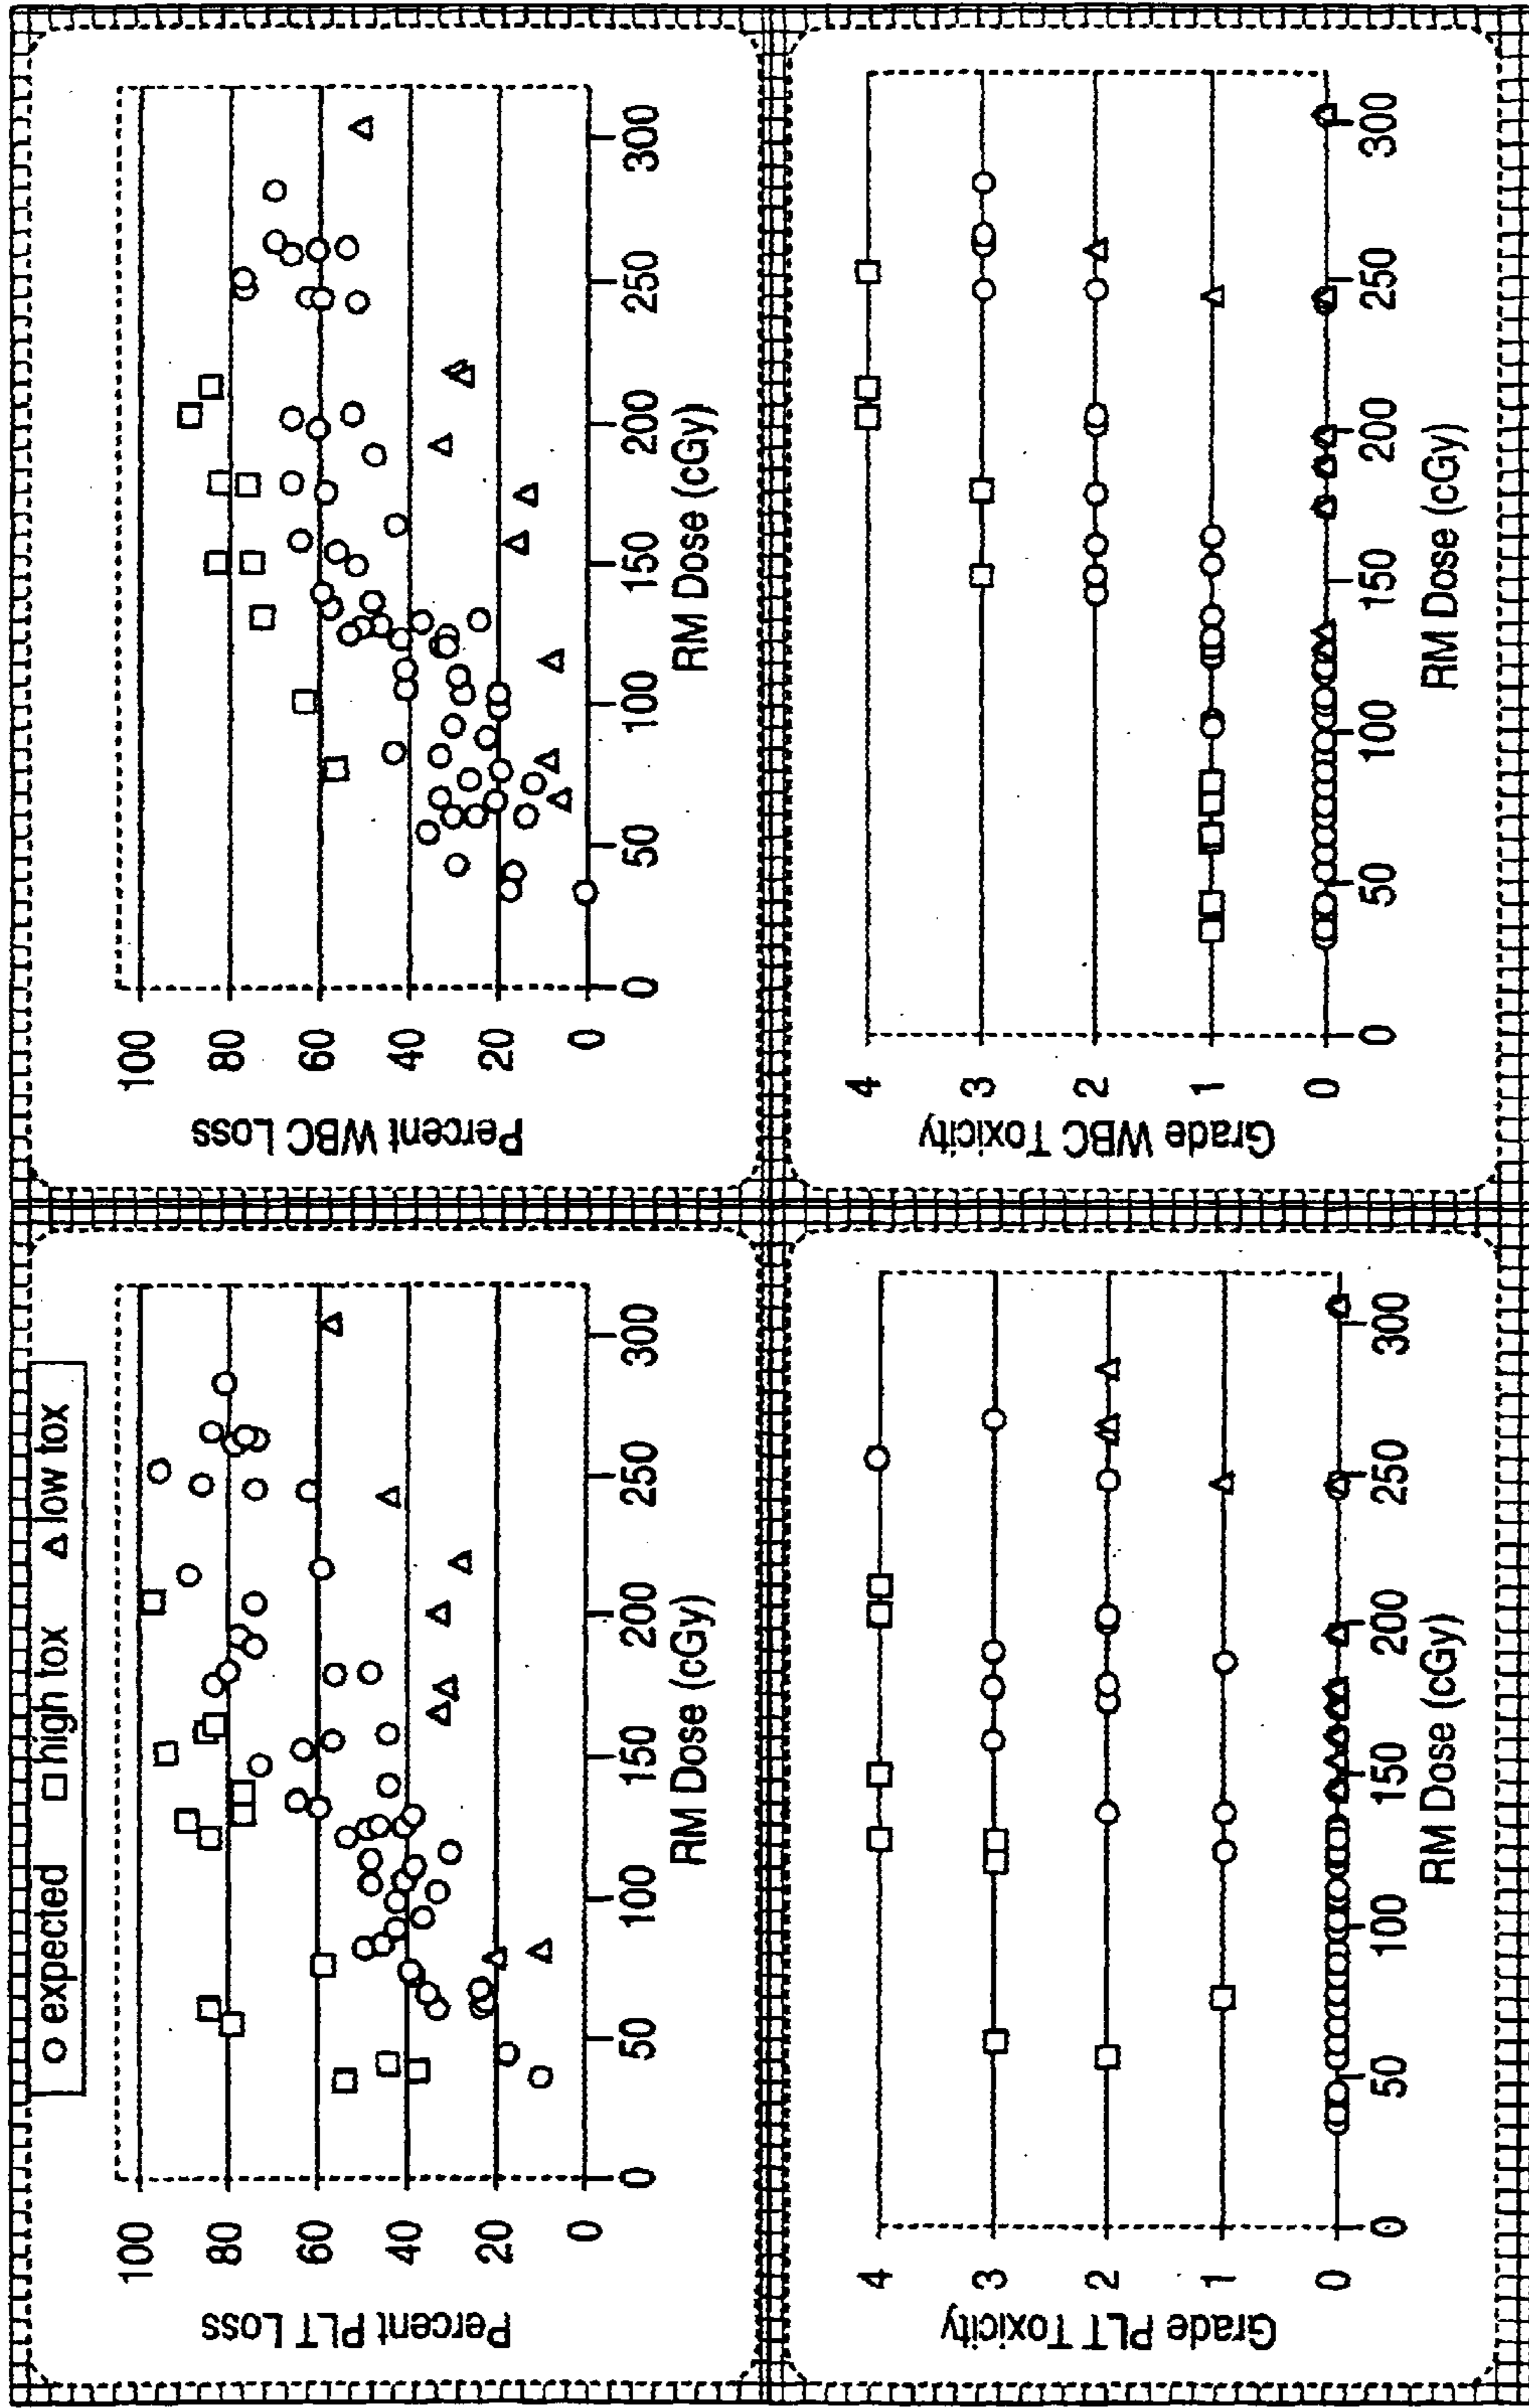 ○ expected □ high tox △ low tox
Percent PLT Loss
100
80
60
40
20
0
0 50 100 150 200 250 300
RM Dose (cGy)
Percent WBC Loss
100
80
60
40
20
0
0 50 100 150 200 250 300
RM Dose (cGy)
Grade PLT Toxicity
4
3
2
1
0
0 50 100 150 200 250 300
RM Dose (cGy)
Grade WBC Toxicity
4
3
2
1
0
0 50 100 150 200 250 300
RM Dose (cGy)